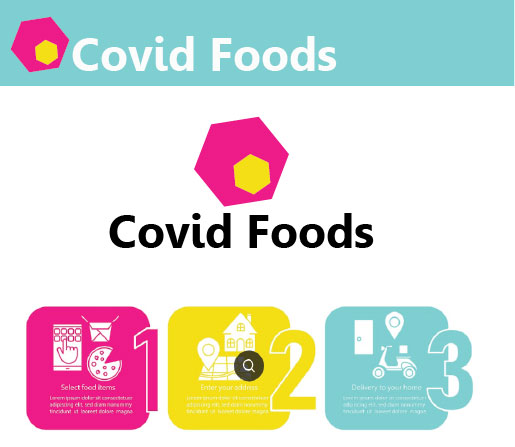 Covid Foods
Covid Foods
1
2
3
Select food items
Lorem ipsum dolor sit amet, consectetuer
adipiscing elit, sed diam nonummy
tincidunt ut laoreet dolore magna
Enter your address
Lorem ipsum dolor sit amet, consectetuer
adipiscing elit, sed diam nonummy
tincidunt ut laoreet dolore magna
Delivery to your home
Lorem ipsum dolor sit amet, consectetuer
adipiscing elit, sed diam nonummy
tincidunt ut laoreet dolore magna